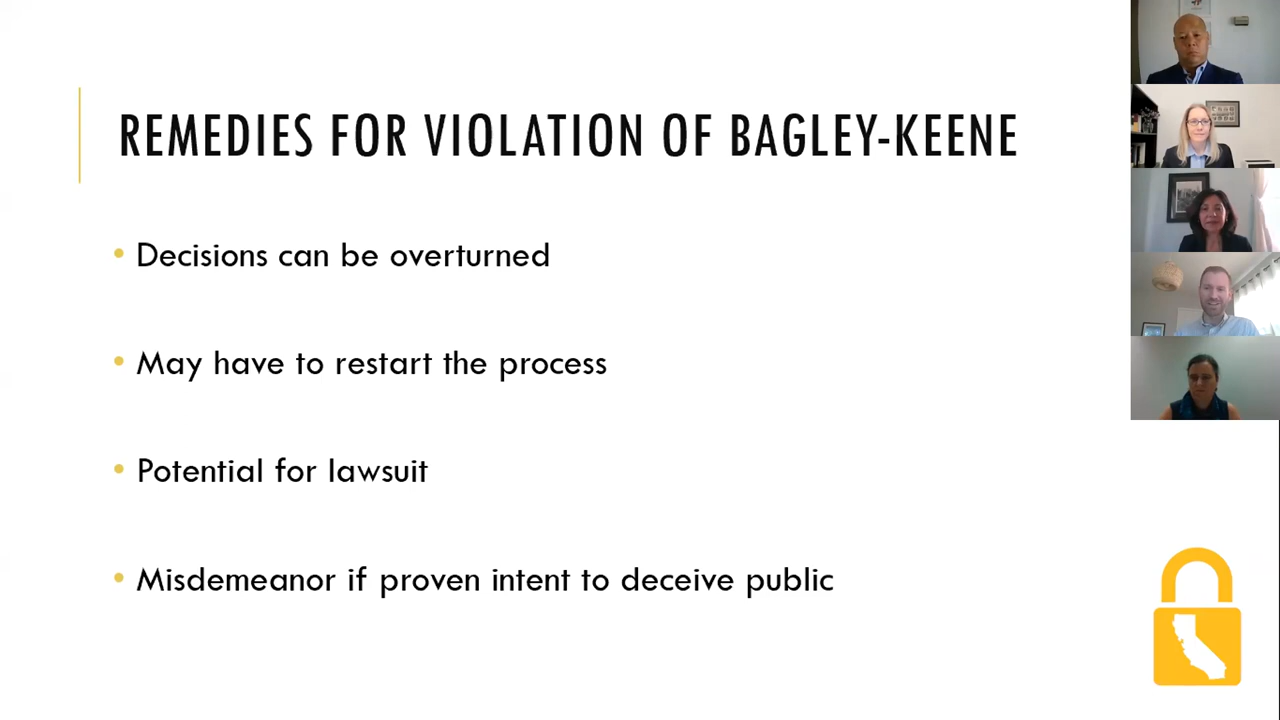 REMEDIES FOR VIOLATION OF BAGLEY-KEENE
• Decisions can be overturned
• May have to restart the process
• Potential for lawsuit
• Misdemeanor if proven intent to deceive public